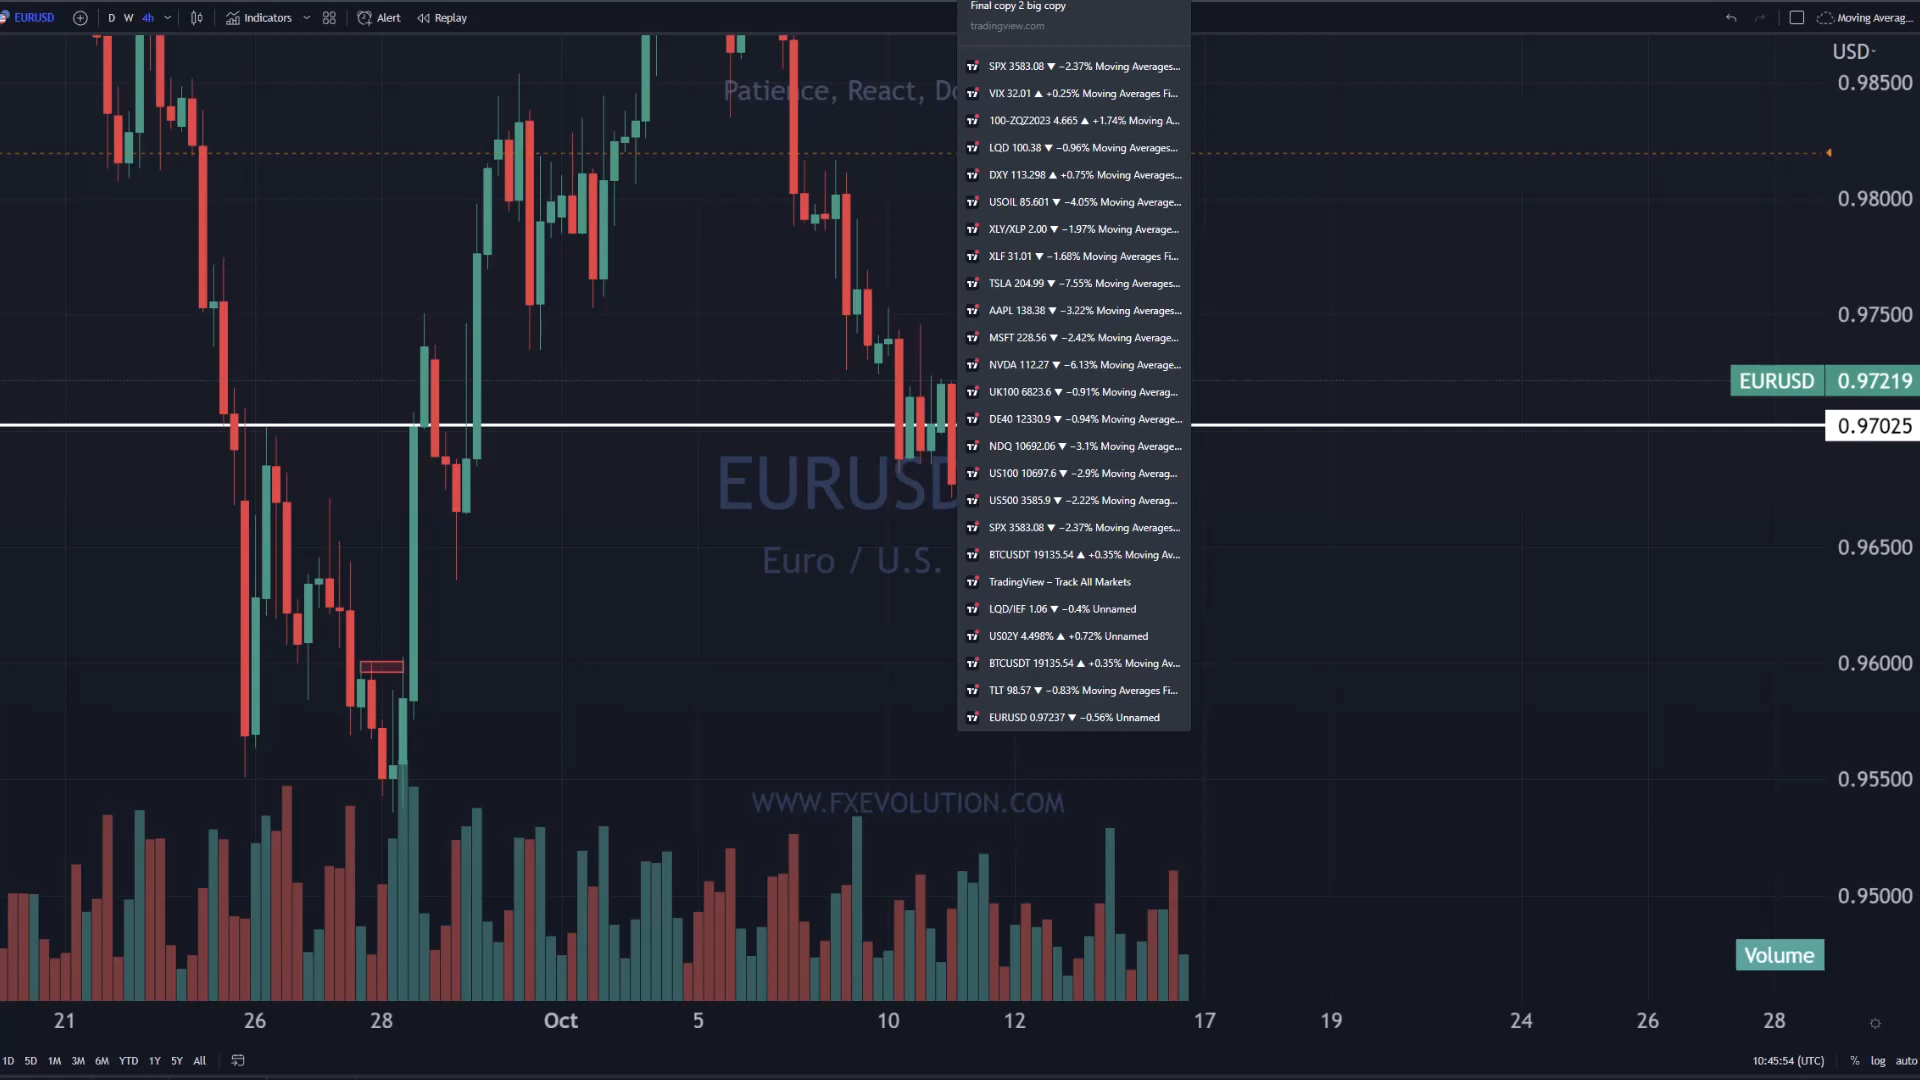 EURUSD D W 4h Indicators Alert Replay Moving Averag...
Final copy 2 big copy
tradingview.com
SPX 3583.08 ▼ −2.37% Moving Averages...
VIX 32.01 ▲ +0.25% Moving Averages Fi...
100-ZQZ2023 4.665 ▲ +1.74% Moving A...
LQD 100.38 ▼ −0.96% Moving Averages...
DXY 113.298 ▲ +0.75% Moving Averages...
USOIL 85.601 ▼ −4.05% Moving Average...
XLY/XLP 2.00 ▼ −1.97% Moving Average...
XLF 31.01 ▼ −1.68% Moving Averages Fi...
TSLA 204.99 ▼ −7.55% Moving Averages...
AAPL 138.38 ▼ −3.22% Moving Averages...
MSFT 228.56 ▼ −2.42% Moving Average...
NVDA 112.27 ▼ −6.13% Moving Average...
UK100 6823.6 ▼ −0.91% Moving Averag...
DE40 12330.9 ▼ −0.94% Moving Average...
NDQ 10692.06 ▼ −3.1% Moving Averages...
US100 10697.6 ▼ −2.9% Moving Averag...
US500 3585.9 ▼ −2.22% Moving Averag...
SPX 3583.08 ▼ −2.37% Moving Averages...
BTCUSDT 19135.54 ▲ +0.35% Moving Av...
TradingView – Track All Markets
LQD/IEF 1.06 ▼ −0.4% Unnamed
US02Y 4.498% ▲ +0.72% Unnamed
BTCUSDT 19135.54 ▲ +0.35% Moving Av...
TLT 98.57 ▼ −0.83% Moving Averages Fi...
EURUSD 0.97237 ▼ −0.56% Unnamed
Patience, React,
EURUSD
Euro / U.S.
WWW.FXEVOLUTION.COM
USD
0.98500
0.98000
0.97500
EURUSD 0.97219
0.97025
0.96500
0.96000
0.95500
0.95000
Volume
21 26 28 Oct 5 10 12 17 19 24 26 28
1D 5D 1M 3M 6M YTD 1Y 5Y All 10:45:54 (UTC) % log auto